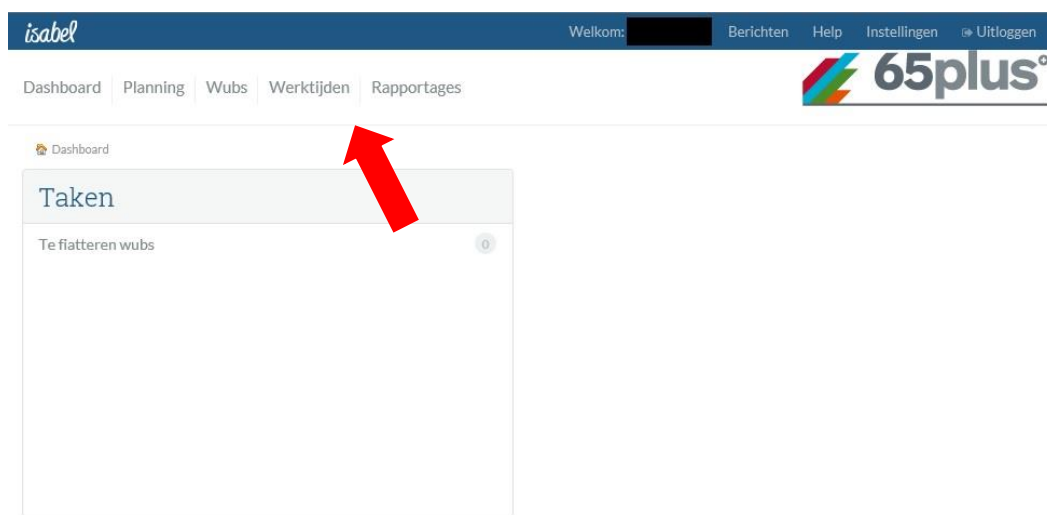 isabel Welkom: Berichten Help Instellingen Uitloggen
65plus
Dashboard Planning Wubs Werktijden Rapportages
Dashboard
Taken
Te fiatteren wubs 0